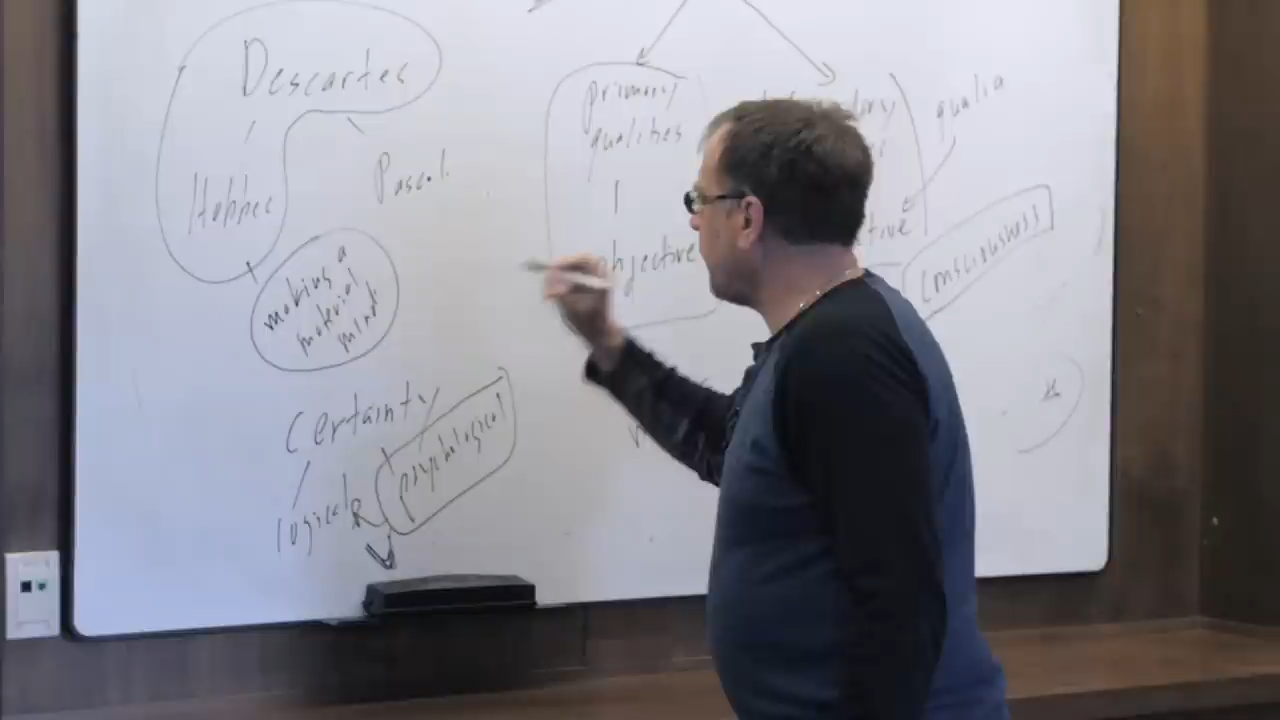 Descartes
Hobbes
Pascal
making a
material
mind
Certainty
logical
psychological
primary
qualities
objective
qualia
consciousness